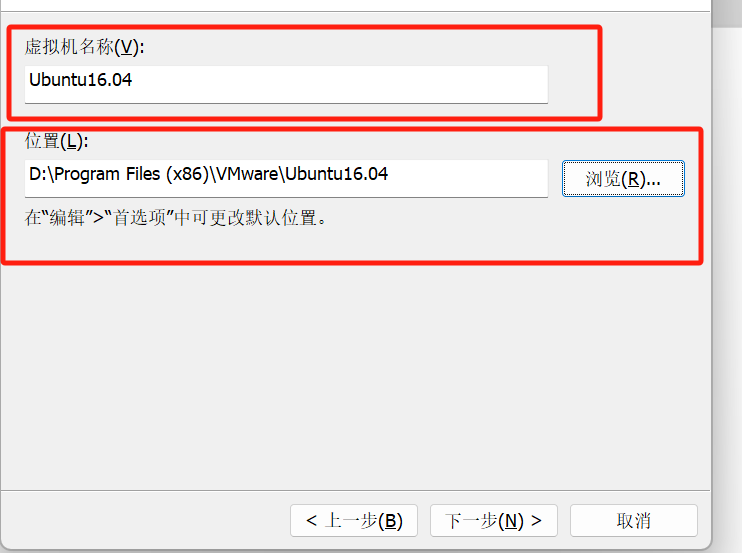 虚拟机名称(V):
Ubuntu16.04
位置(L):
D:\Program Files (x86)\VMware\Ubuntu16.04
浏览(R)...
在“编辑”>“首选项”中可更改默认位置。
< 上一步(B)
下一步(N) >
取消